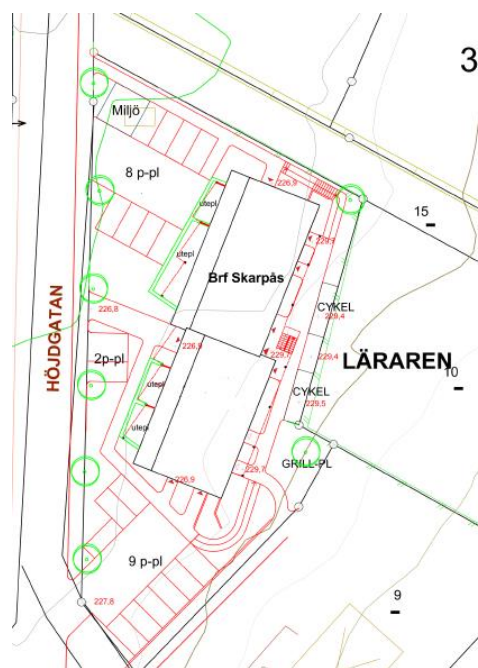 3
Miljö
8 p-pl
226,9
utepl
15
229,7
utepl
Brf Skarpås
CYKEL
229,4
226,8
HÖJDGATAN
226,9
229,7
229,4
LÄRAREN
2p-pl
10
utepl
CYKEL
229,5
utepl
GRILL-PL
229,7
226,9
9 p-pl
9
227,8